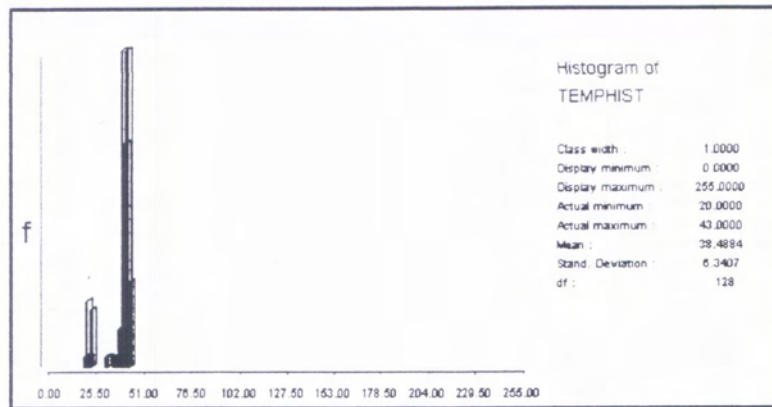 Histogram of
TEMPHIST
Class width : 1.0000
Display minimum : 0.0000
Display maximum : 255.0000
Actual minimum : 20.0000
Actual maximum : 43.0000
Mean : 38.4884
Stand. Deviation : 6.3407
df : 128
f
0.00 25.50 51.00 76.50 102.00 127.50 153.00 178.50 204.00 229.50 255.00